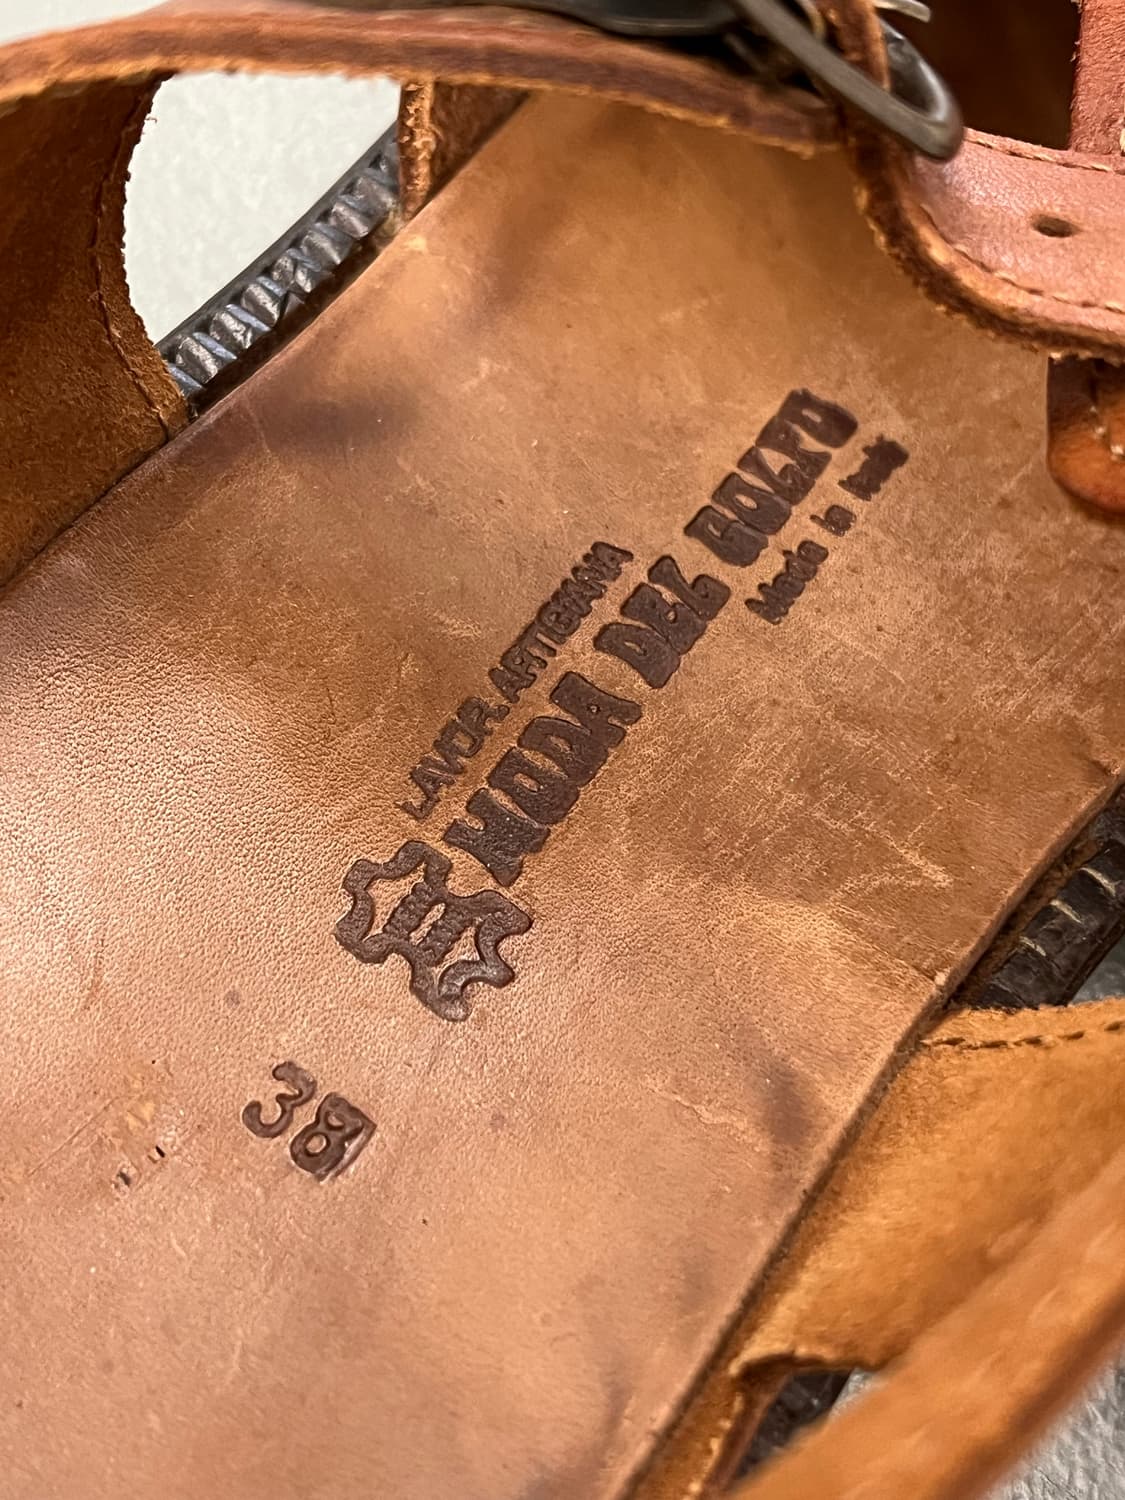 LAVOR. ARTIGIANA
MODA DEL GOLFO
Made in Italy
38